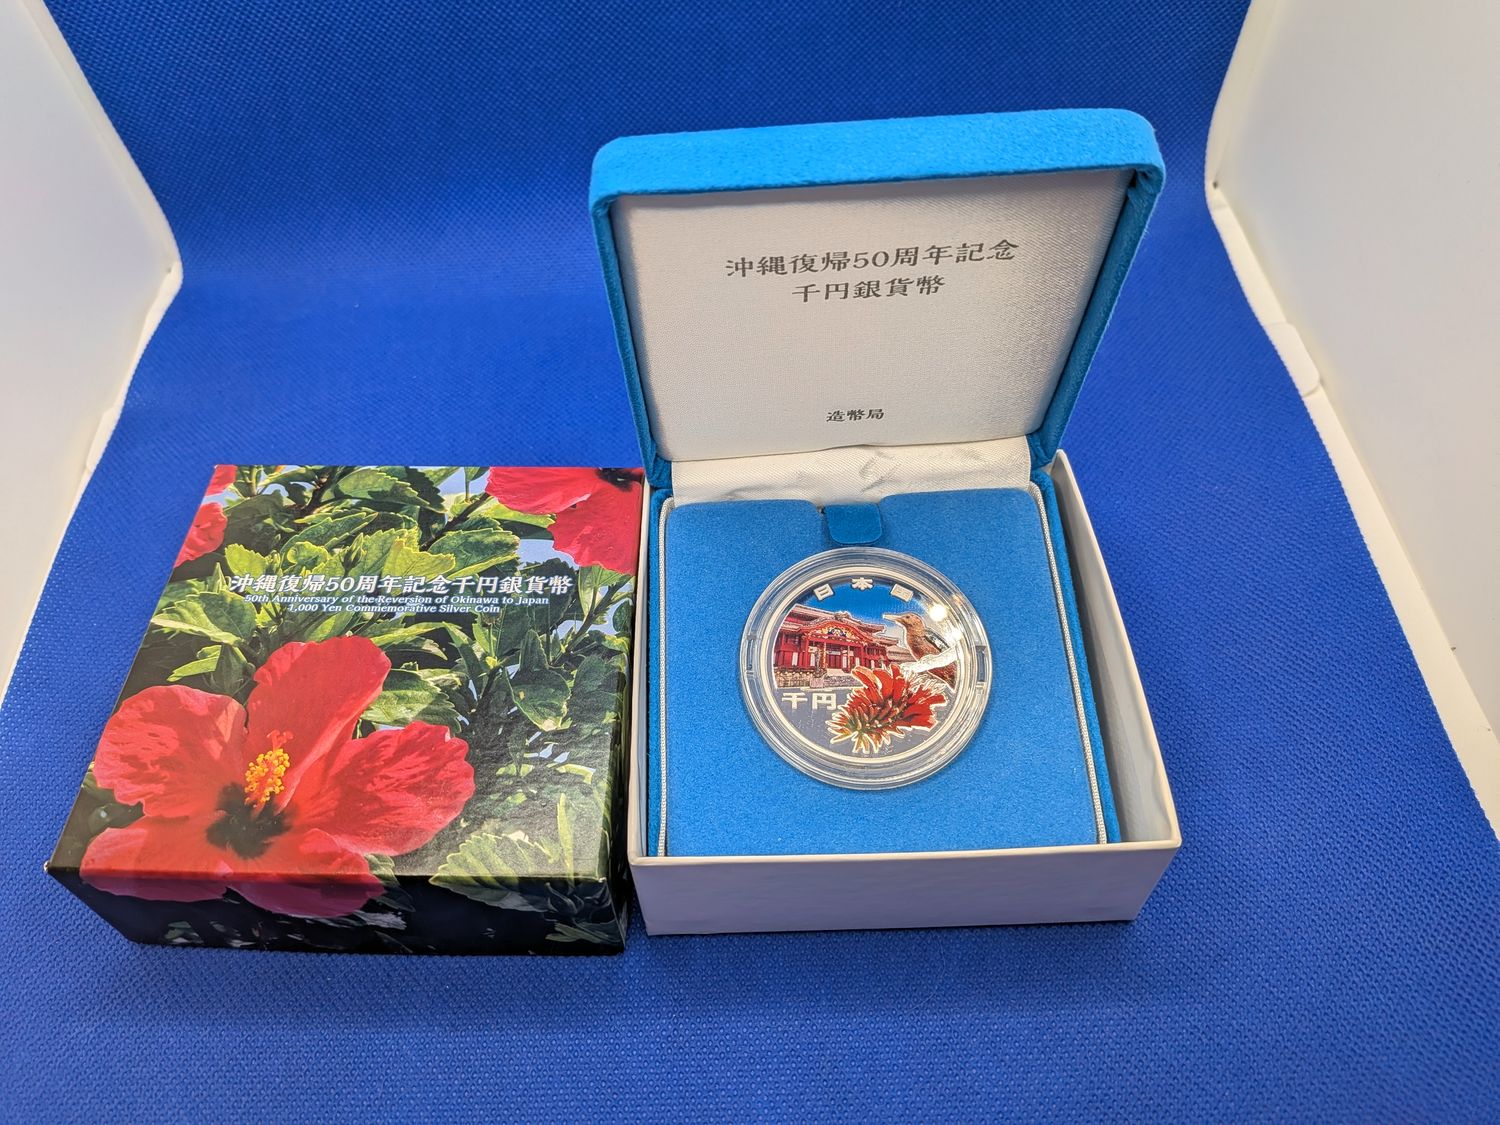 沖縄復帰50周年記念千円銀貨幣
50th Anniversary of the Reversion of Okinawa to Japan
1,000 Yen Commemorative Silver Coin
沖縄復帰50周年記念
千円銀貨幣
造幣局
日本国
千円